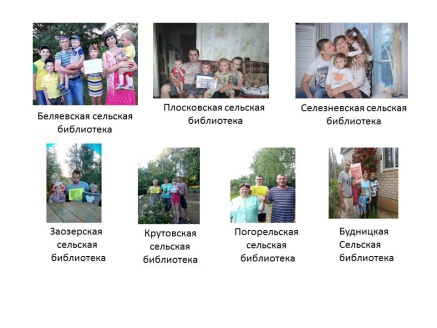 Беляевская сельская
библиотека
Плосковская сельская
библиотека
Селезневская сельская
библиотека
Заозерская
сельская
библиотека
Крутовская
сельская
библиотека
Погорельская
сельская
библиотека
Будницкая
Сельская
библиотека